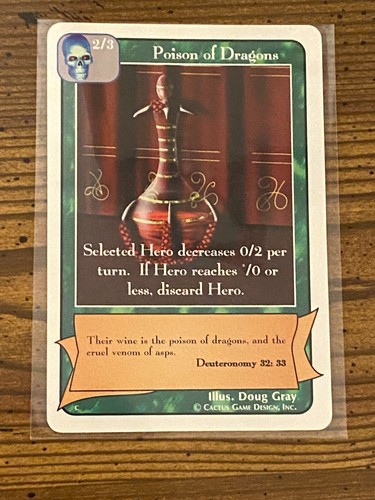 2/3
Poison of Dragons
Selected Hero decreases 0/2 per
turn. If Hero reaches */0 or
less, discard Hero.
Their wine is the poison of dragons, and the
cruel venom of asps.
Deuteronomy 32: 33
Illus. Doug Gray
C © Cactus Game Design, Inc.